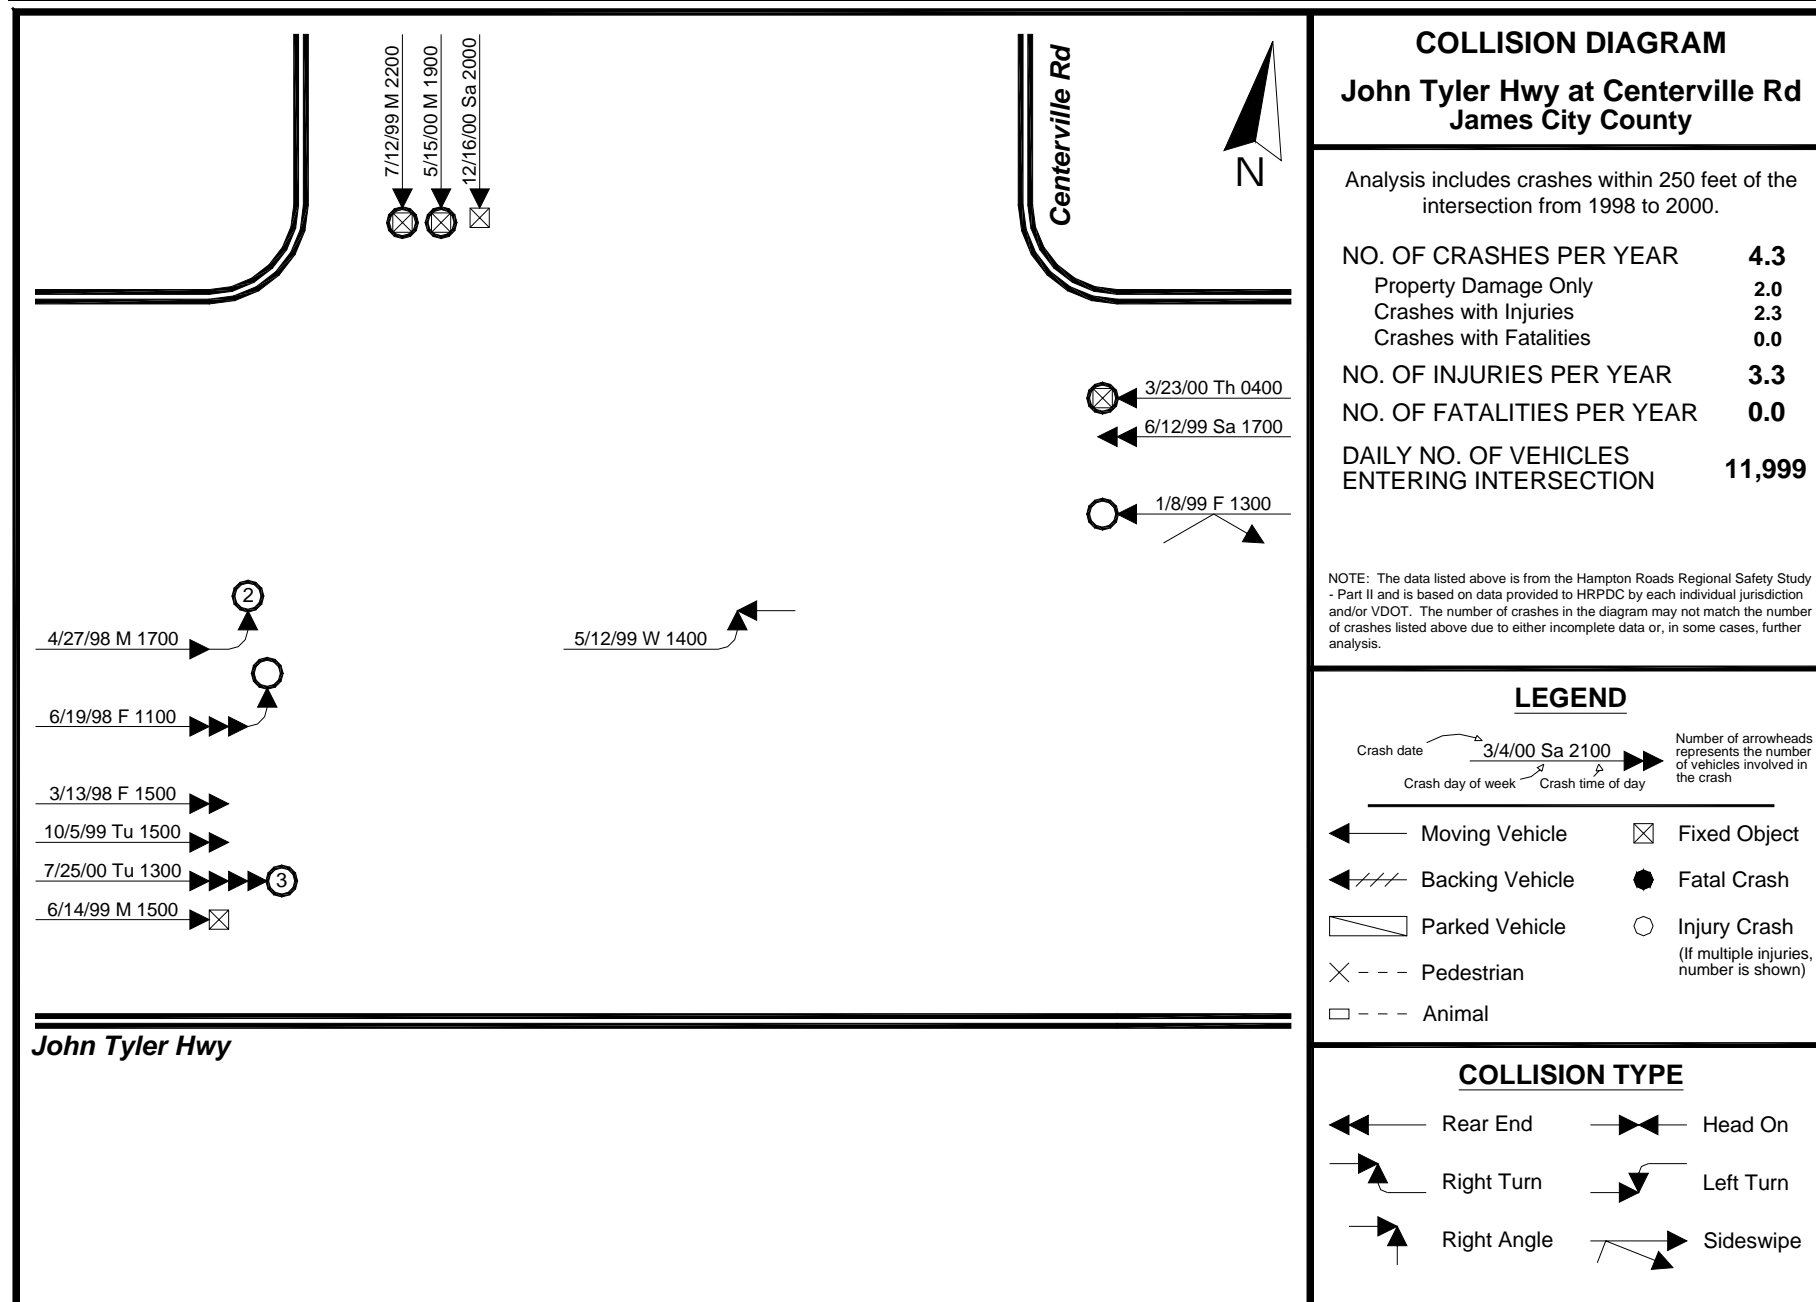 7/12/99 M 2200
5/15/00 M 1900
12/16/00 Sa 2000
Centerville Rd
N
3/23/00 Th 0400
6/12/99 Sa 1700
1/8/99 F 1300
2
4/27/98 M 1700
5/12/99 W 1400
6/19/98 F 1100
3/13/98 F 1500
10/5/99 Tu 1500
7/25/00 Tu 1300
3
6/14/99 M 1500
John Tyler Hwy
COLLISION DIAGRAM
John Tyler Hwy at Centerville Rd
James City County
Analysis includes crashes within 250 feet of the
intersection from 1998 to 2000.
NO. OF CRASHES PER YEAR 4.3
Property Damage Only 2.0
Crashes with Injuries 2.3
Crashes with Fatalities 0.0
NO. OF INJURIES PER YEAR 3.3
NO. OF FATALITIES PER YEAR 0.0
DAILY NO. OF VEHICLES
ENTERING INTERSECTION 11,999
NOTE: The data listed above is from the Hampton Roads Regional Safety Study
- Part II and is based on data provided to HRPDC by each individual jurisdiction
and/or VDOT. The number of crashes in the diagram may not match the number
of crashes listed above due to either incomplete data or, in some cases, further
analysis.
LEGEND
Crash date
3/4/00 Sa 2100
Crash day of week
Crash time of day
Number of arrowheads
represents the number
of vehicles involved in
the crash
Moving Vehicle
Fixed Object
Backing Vehicle
Fatal Crash
Parked Vehicle
Injury Crash
(If multiple injuries,
number is shown)
Pedestrian
Animal
COLLISION TYPE
Rear End
Head On
Right Turn
Left Turn
Right Angle
Sideswipe